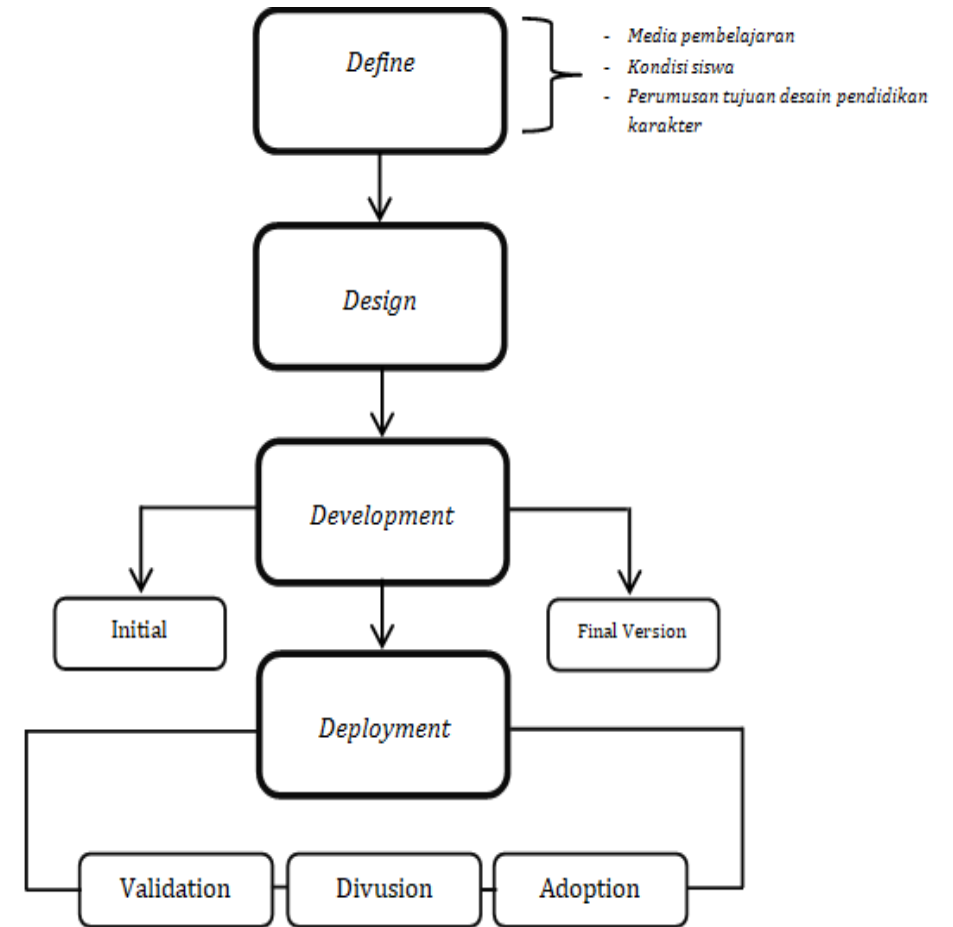 Define
- Media pembelajaran
- Kondisi siswa
- Perumusan tujuan desain pendidikan
karakter
Design
Development
Initial
Final Version
Deployment
Validation
Divusion
Adoption